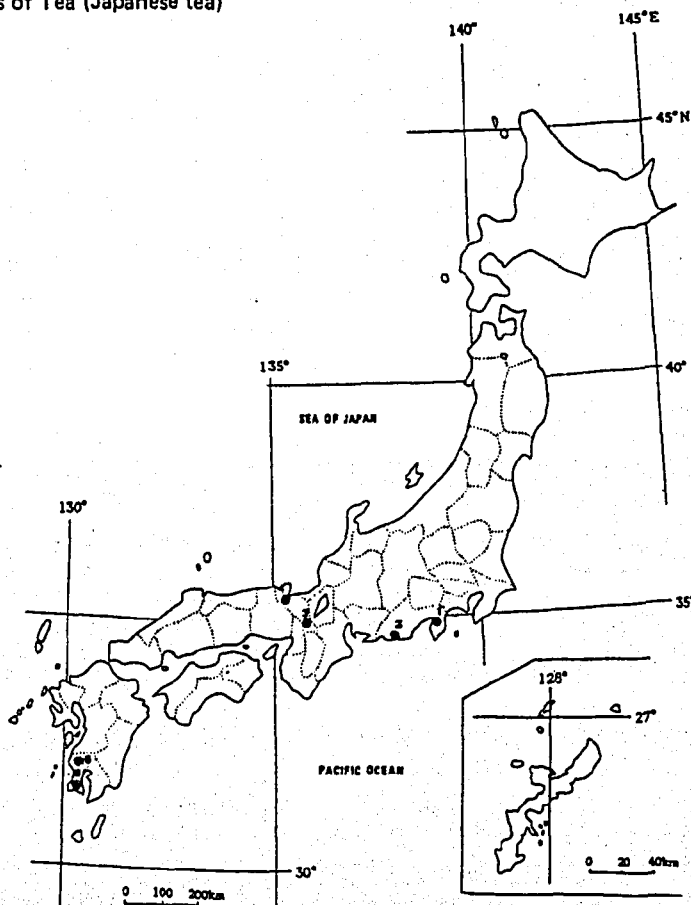 s of Tea (Japanese tea)
140°
145°E
45°N
135°
40°
SEA OF JAPAN
130°
35°
128°
27°
PACIFIC OCEAN
30°
0 100 200km
0 20 40km